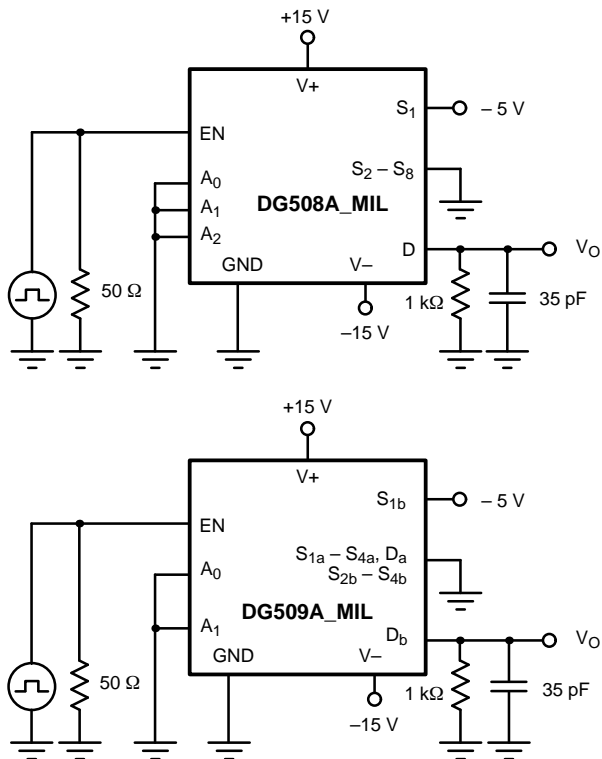 +15 V
V+
EN
S1
– 5 V
A0
S2 – S8
A1
DG508A_MIL
A2
D
VO
GND
V–
50 Ω
1 kΩ
35 pF
–15 V
+15 V
V+
EN
S1b
– 5 V
A0
S1a – S4a, Da
S2b – S4b
DG509A_MIL
A1
Db
VO
GND
V–
50 Ω
1 kΩ
35 pF
–15 V